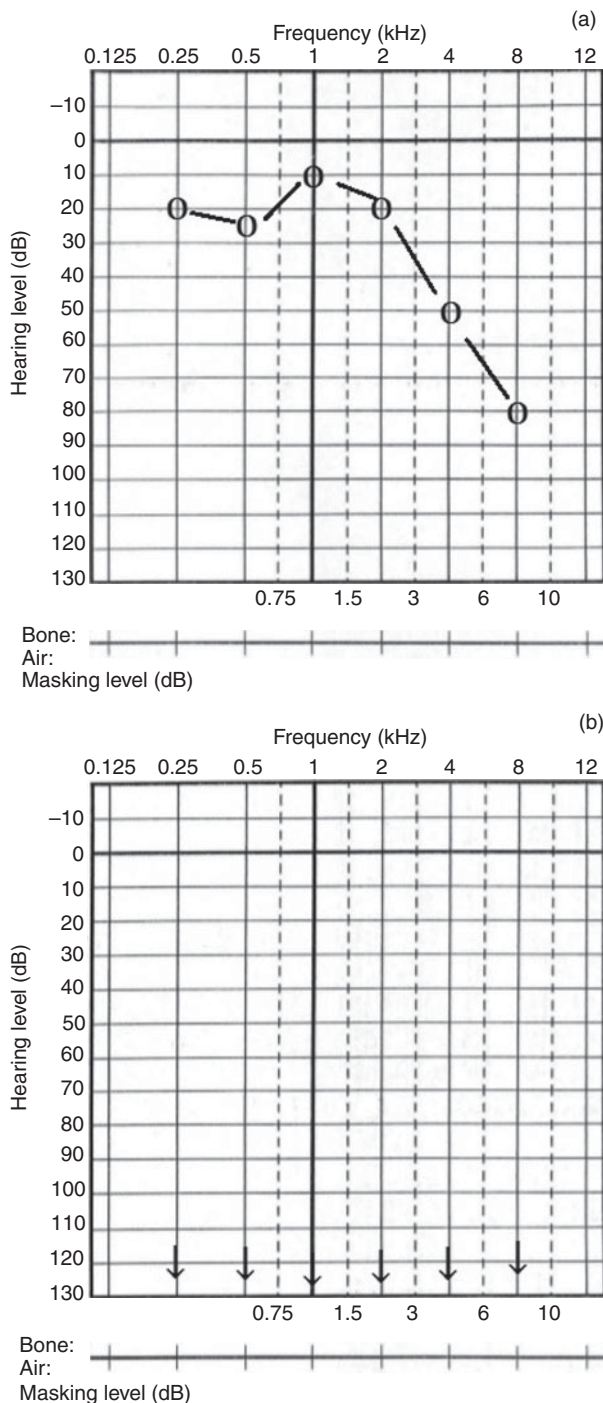 (a)
Frequency (kHz)
0.125 0.25 0.5 1 2 4 8 12
Hearing level (dB)
–10
0
10
20
30
40
50
60
70
80
90
100
110
120
130
0.75 1.5 3 6 10
Bone:
Air:
Masking level (dB)
(b)
Frequency (kHz)
0.125 0.25 0.5 1 2 4 8 12
Hearing level (dB)
–10
0
10
20
30
40
50
60
70
80
90
100
110
120
130
0.75 1.5 3 6 10
Bone:
Air:
Masking level (dB)